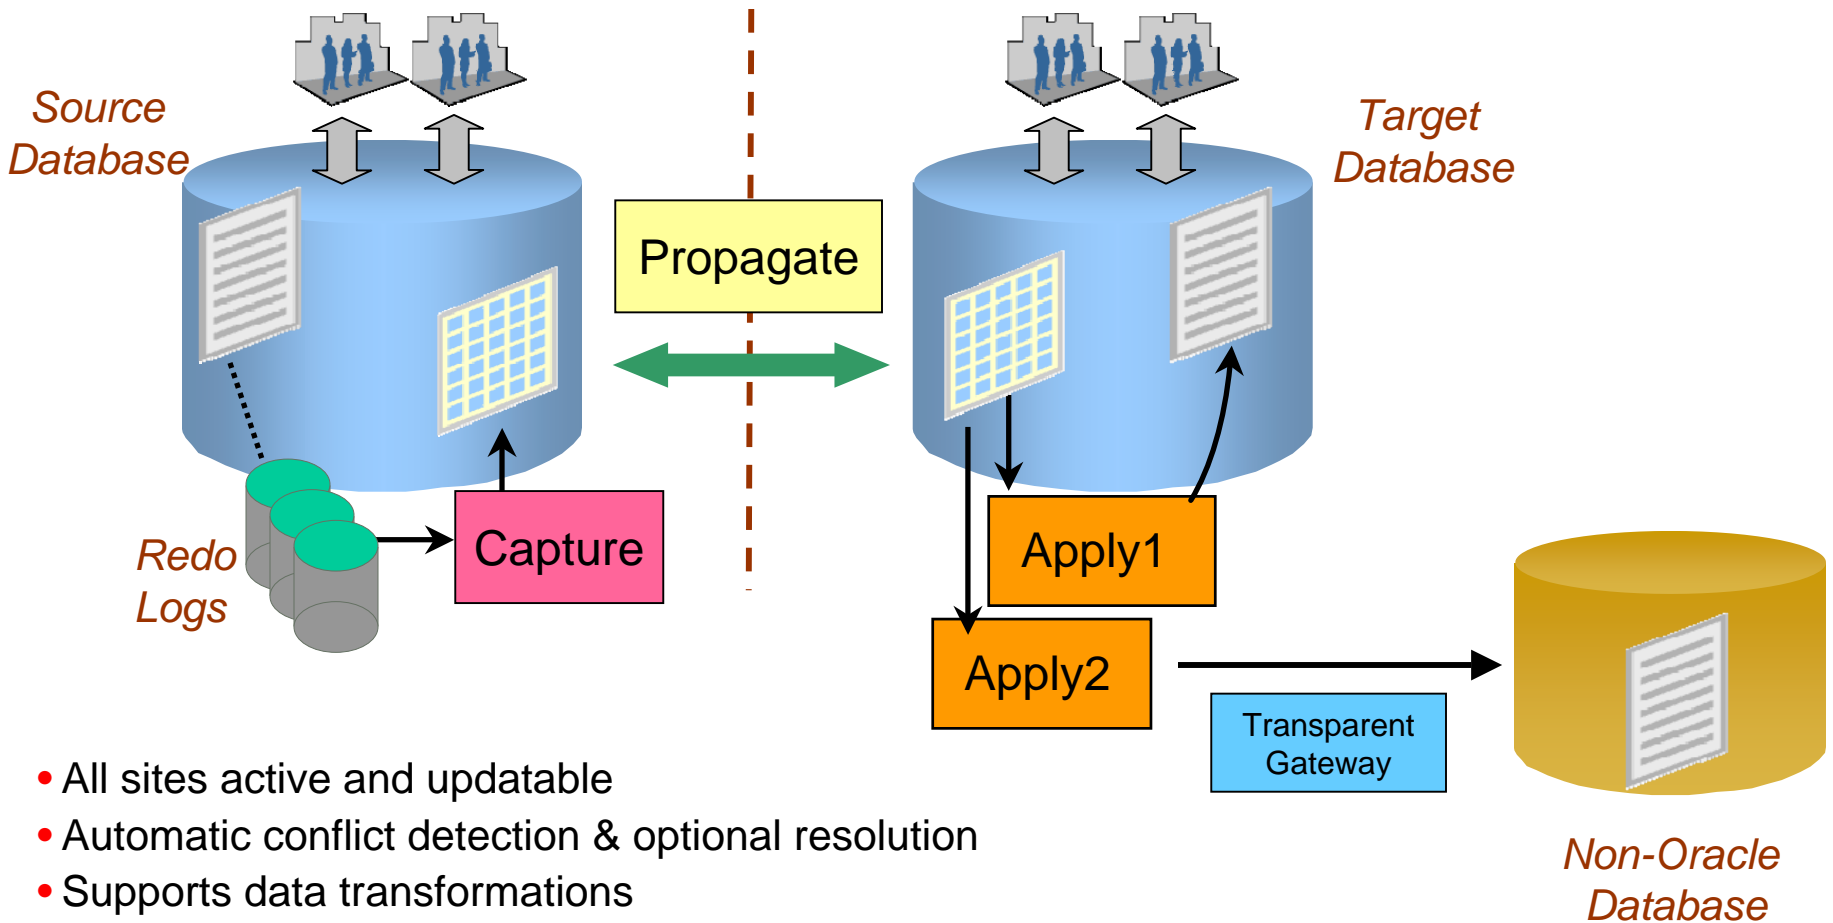 Source
Database
Target
Database
Propagate
Redo
Logs
Capture
Apply1
Apply2
Transparent
Gateway
Non-Oracle
Database
• All sites active and updatable
• Automatic conflict detection & optional resolution
• Supports data transformations